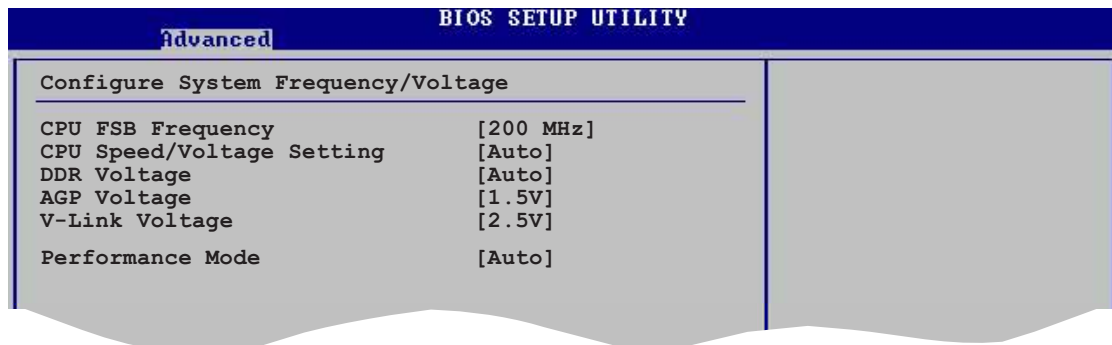 BIOS SETUP UTILITY
Advanced
Configure System Frequency/Voltage
CPU FSB Frequency [200 MHz]
CPU Speed/Voltage Setting [Auto]
DDR Voltage [Auto]
AGP Voltage [1.5V]
V-Link Voltage [2.5V]
Performance Mode [Auto]